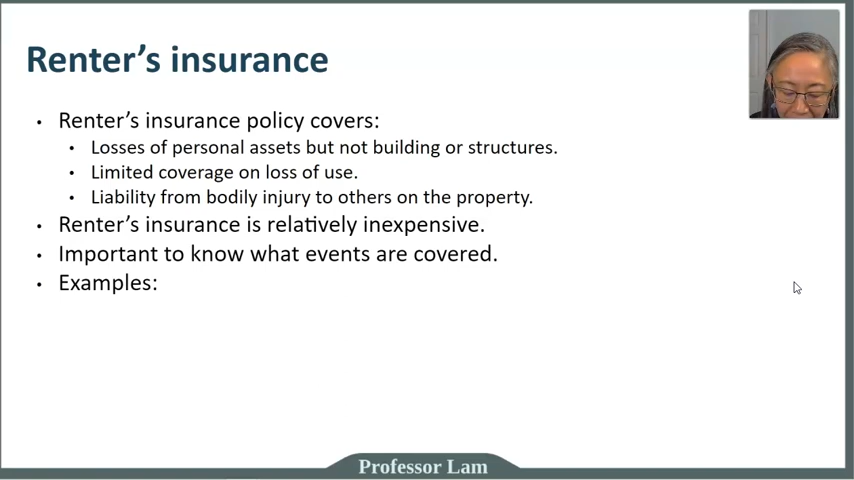 Renter’s insurance
• Renter’s insurance policy covers:
• Losses of personal assets but not building or structures.
• Limited coverage on loss of use.
• Liability from bodily injury to others on the property.
• Renter’s insurance is relatively inexpensive.
• Important to know what events are covered.
• Examples:
Professor Lam